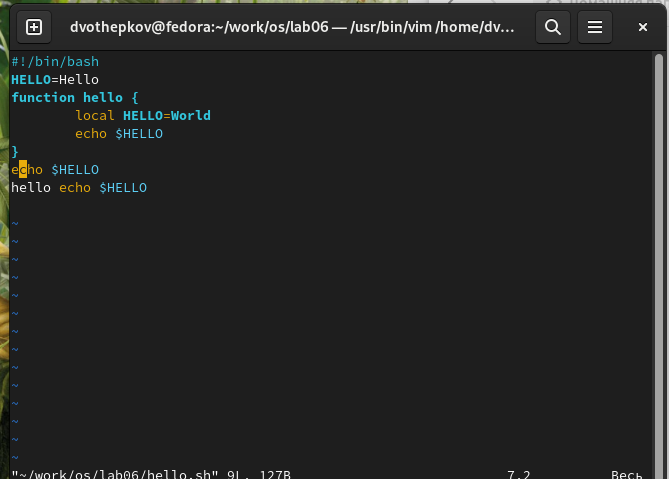 dvothepkov@fedora:~/work/os/lab06 — /usr/bin/vim /home/dv…
#!/bin/bash
HELLO=Hello
function hello {
        local HELLO=World
        echo $HELLO
}
echo $HELLO
hello echo $HELLO
~
~
~
~
~
~
~
~
~
~
~
~
~
~
"~/work/os/lab06/hello.sh" 9L, 127B 7,2 Весь